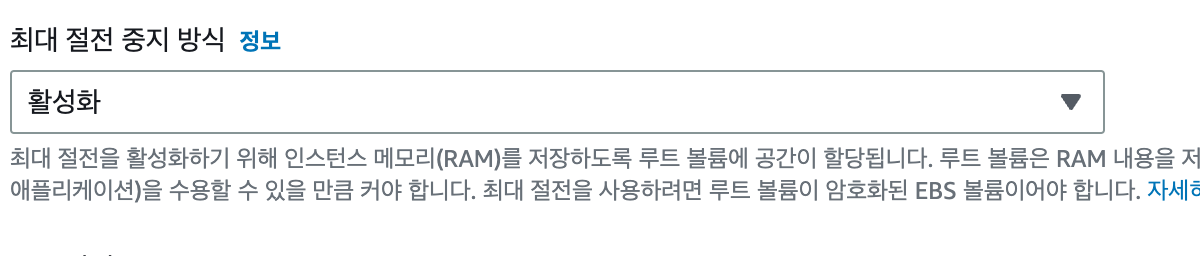 최대 절전 중지 방식 정보
활성화
최대 절전을 활성화하기 위해 인스턴스 메모리(RAM)를 저장하도록 루트 볼륨에 공간이 할당됩니다. 루트 볼륨은 RAM 내용을 저
애플리케이션)을 수용할 수 있을 만큼 커야 합니다. 최대 절전을 사용하려면 루트 볼륨이 암호화된 EBS 볼륨이어야 합니다. 자세히